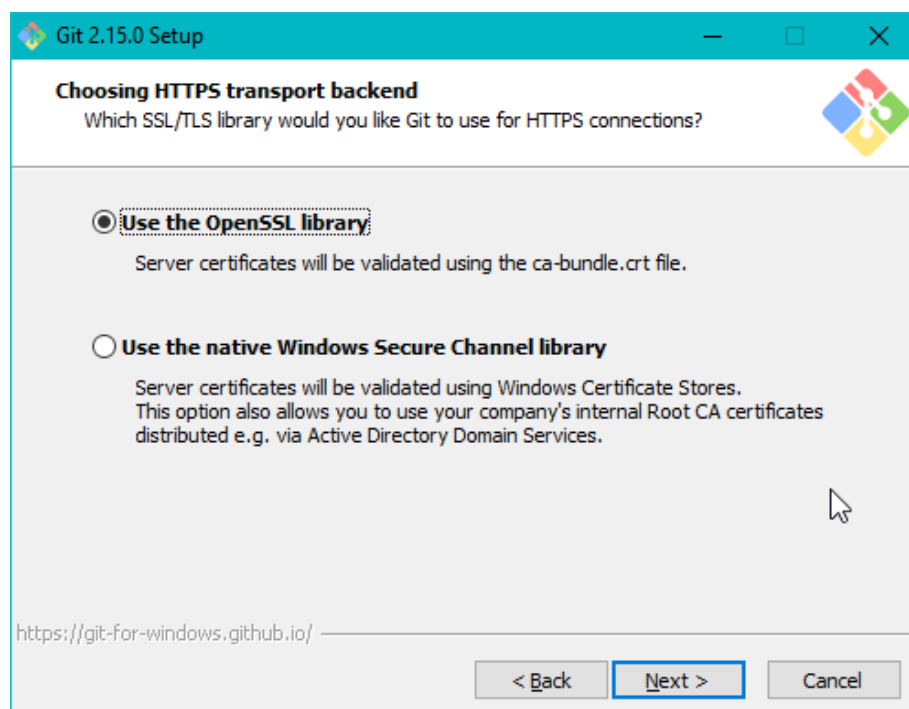 Git 2.15.0 Setup
Choosing HTTPS transport backend
Which SSL/TLS library would you like Git to use for HTTPS connections?
Use the OpenSSL library
Server certificates will be validated using the ca-bundle.crt file.
Use the native Windows Secure Channel library
Server certificates will be validated using Windows Certificate Stores.
This option also allows you to use your company's internal Root CA certificates
distributed e.g. via Active Directory Domain Services.
https://git-for-windows.github.io/
< Back Next > Cancel